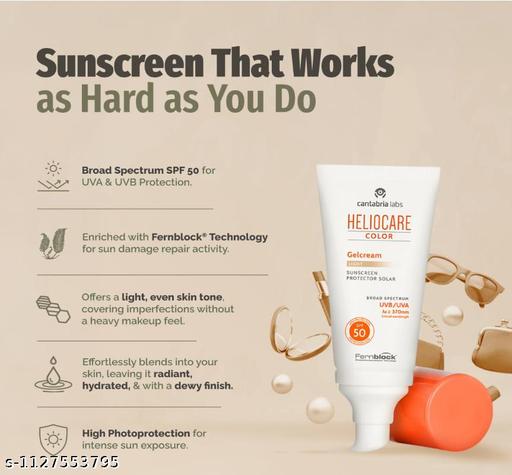 Sunscreen That Works
as Hard as You Do
Broad Spectrum SPF 50 for
UVA & UVB Protection.
Enriched with Fernblock® Technology
for sun damage repair activity.
Offers a light, even skin tone,
covering imperfections without
a heavy makeup feel.
Effortlessly blends into your
skin, leaving it radiant,
hydrated, & with a dewy finish.
High Photoprotection for
intense sun exposure.
cantabria labs
HELIOCARE
COLOR
Gelcream
LIGHT
SUNSCREEN
PROTECTOR SOLAR
BROAD SPECTRUM
UVB/UVA
λc ≥ 370nm
SPF
50
Fernblock
s-1127553795